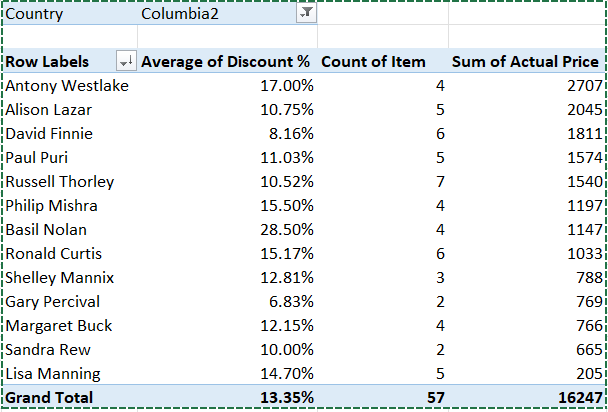 Country Columbia2
Row Labels Average of Discount % Count of Item Sum of Actual Price
Antony Westlake 17.00% 4 2707
Alison Lazar 10.75% 5 2045
David Finnie 8.16% 6 1811
Paul Puri 11.03% 5 1574
Russell Thorley 10.52% 7 1540
Philip Mishra 15.50% 4 1197
Basil Nolan 28.50% 4 1147
Ronald Curtis 15.17% 6 1033
Shelley Mannix 12.81% 3 788
Gary Percival 6.83% 2 769
Margaret Buck 12.15% 4 766
Sandra Rew 10.00% 2 665
Lisa Manning 14.70% 5 205
Grand Total 13.35% 57 16247